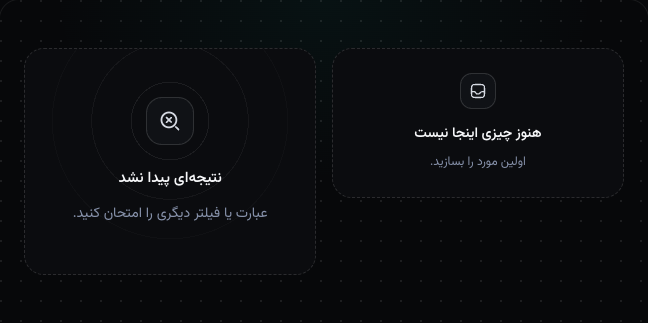 هنوز چیزی اینجا نیست
اولین مورد را بسازید.
نتیجه‌ای پیدا نشد
عبارت یا فیلتر دیگری را امتحان کنید.